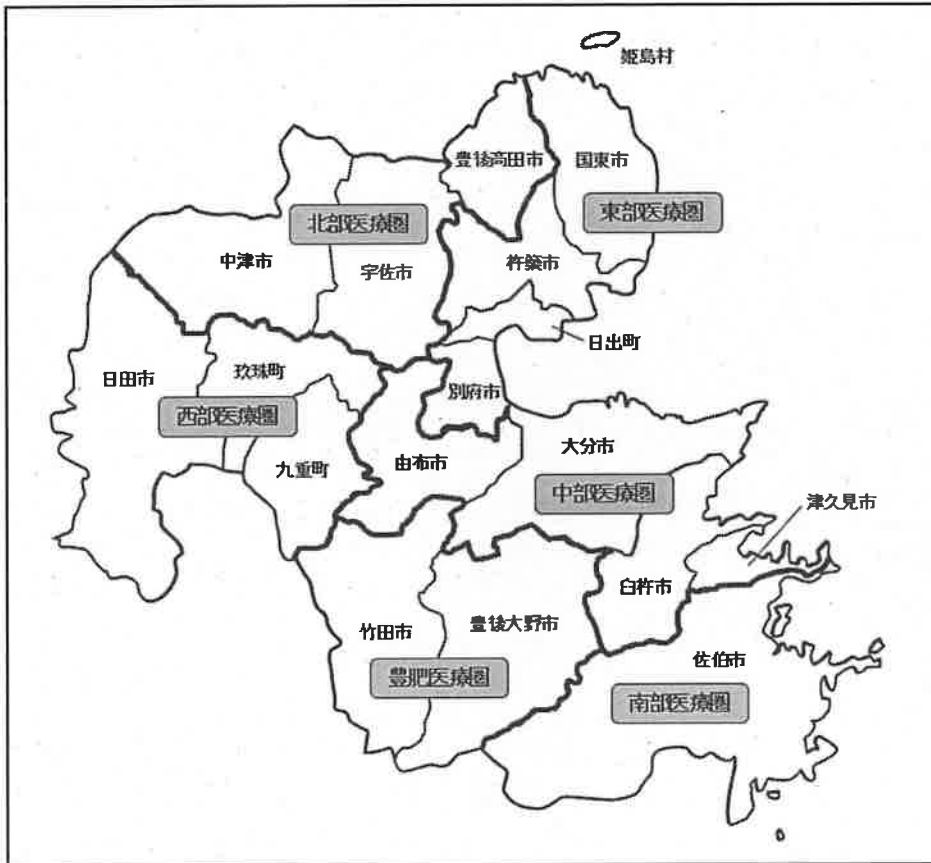 姫島村
豊後高田市
国東市
東部医療圏
北部医療圏
中津市
宇佐市
杵築市
日出町
日田市
玖珠町
別府市
西部医療圏
九重町
由布市
大分市
中部医療圏
津久見市
臼杵市
竹田市
豊後大野市
豊肥医療圏
佐伯市
南部医療圏